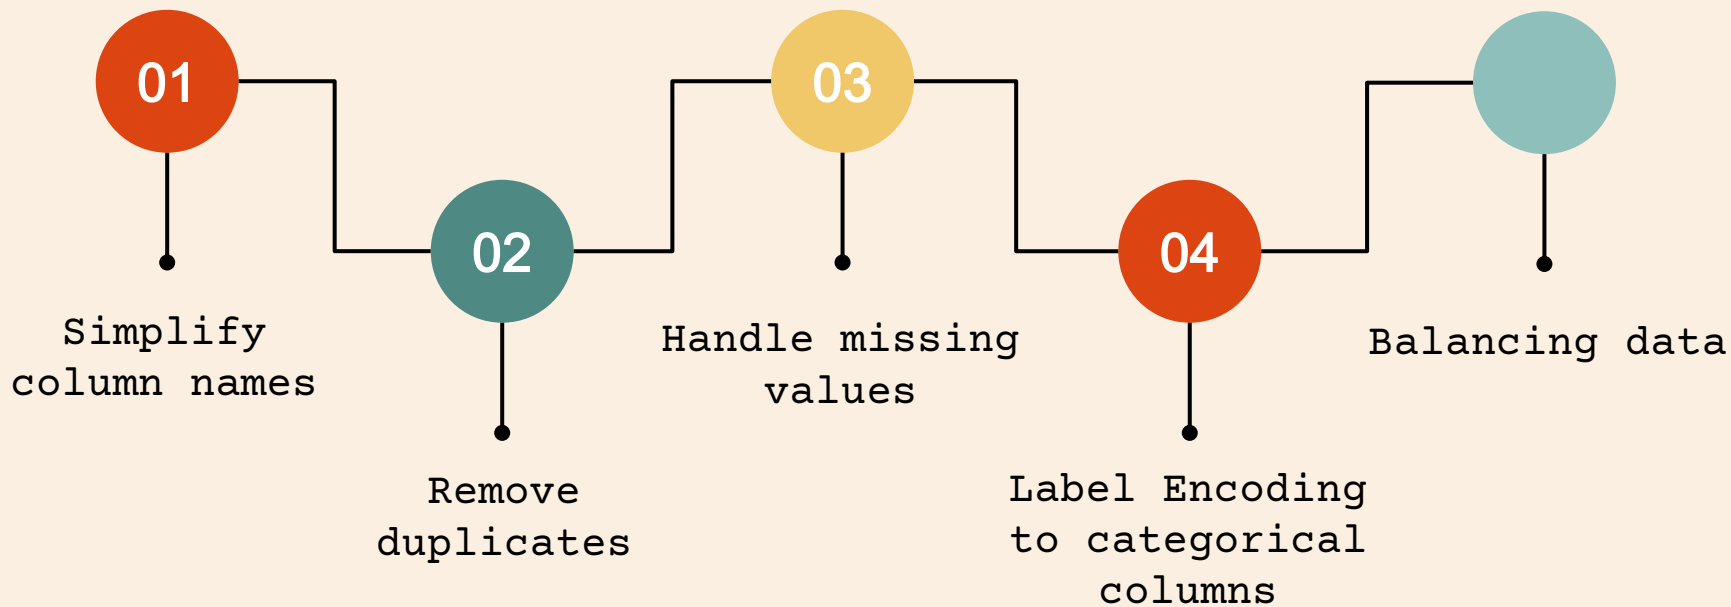 01
Simplify
column names
02
Remove
duplicates
03
Handle missing
values
04
Label Encoding
to categorical
columns
Balancing data